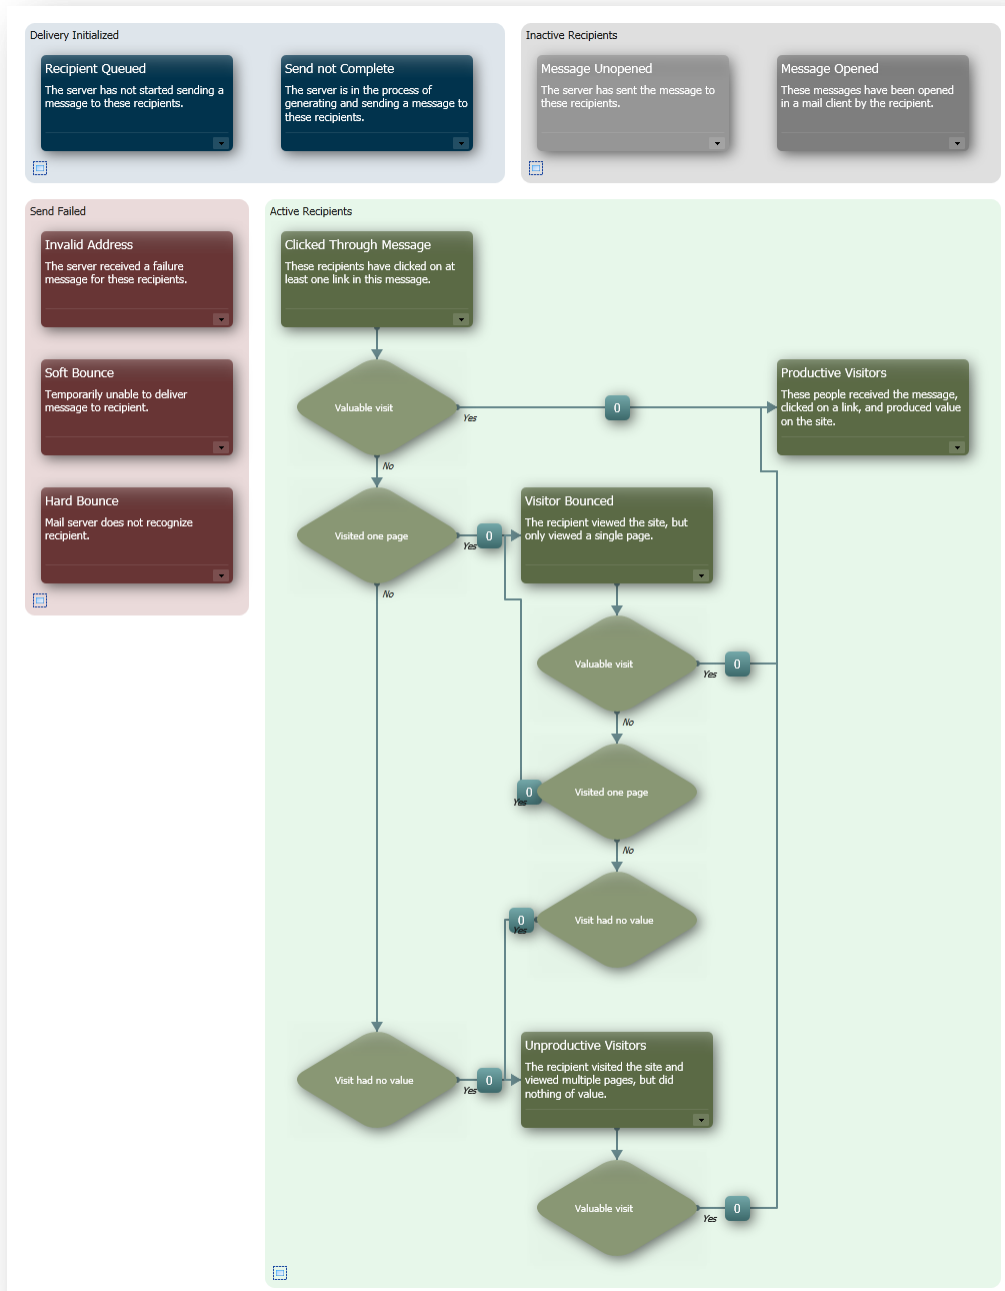 Delivery Initialized
Recipient Queued
The server has not started sending a
message to these recipients.
Send not Complete
The server is in the process of
generating and sending a message to
these recipients.
Inactive Recipients
Message Unopened
The server has sent the message to
these recipients.
Message Opened
These messages have been opened
in a mail client by the recipient.
Send Failed
Invalid Address
The server received a failure
message for these recipients.
Soft Bounce
Temporarily unable to deliver
message to recipient.
Hard Bounce
Mail server does not recognize
recipient.
Active Recipients
Clicked Through Message
These recipients have clicked on at
least one link in this message.
Valuable visit
Yes
0
No
Productive Visitors
These people received the message,
clicked on a link, and produced value
on the site.
Visited one page
Yes
0
No
Visitor Bounced
The recipient viewed the site, but
only viewed a single page.
Valuable visit
Yes
0
No
Visited one page
0
Yes
No
Visit had no value
0
Yes
Visit had no value
Yes
0
Unproductive Visitors
The recipient visited the site and
viewed multiple pages, but did
nothing of value.
Valuable visit
Yes
0